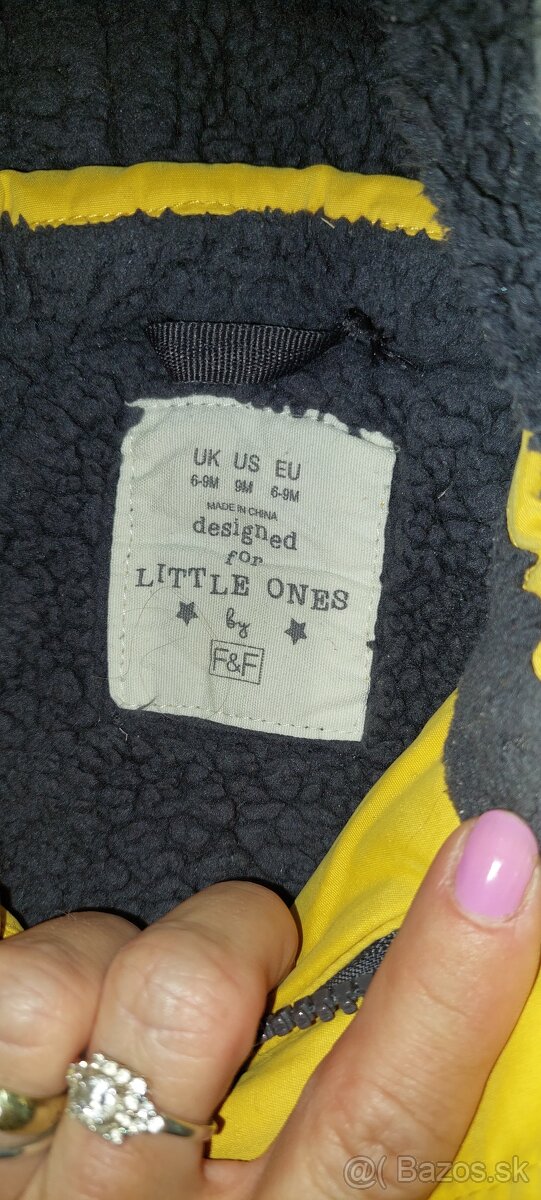 UK US EU
6-9M 9M 6-9M
MADE IN CHINA
designed
for
LITTLE ONES
by
F&F
@( Bazos.sk